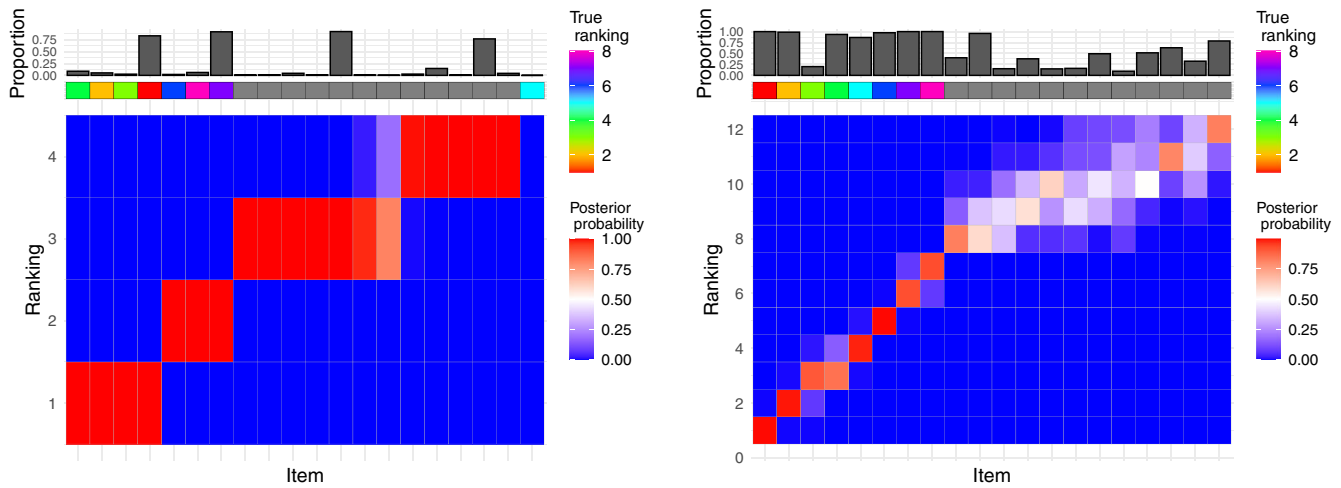 Proportion
0.75
0.50
0.25
0.00
True
ranking
8
6
4
2
Ranking
4
3
2
1
Posterior
probability
1.00
0.75
0.50
0.25
0.00
Item
Proportion
1.00
0.75
0.50
0.25
0.00
True
ranking
8
6
4
2
Ranking
12
10
8
6
4
2
0
Posterior
probability
0.75
0.50
0.25
0.00
Item